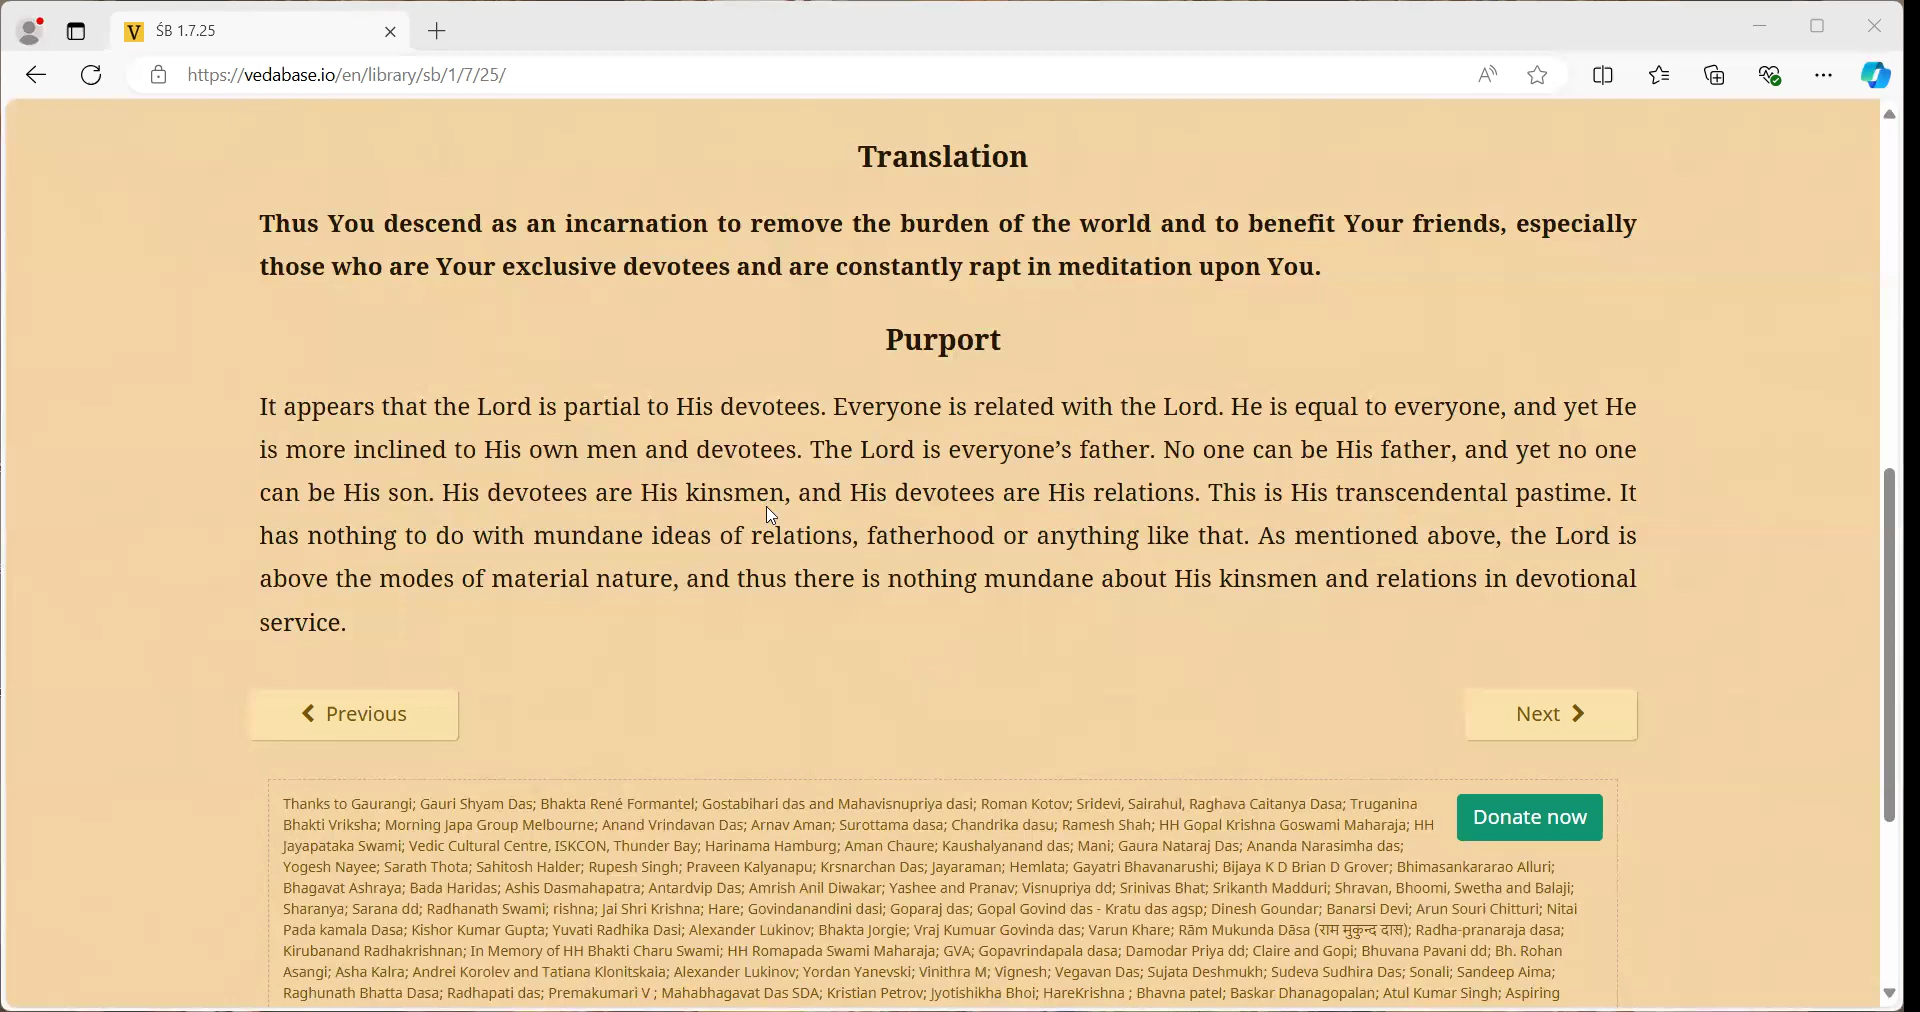 ŚB 1.7.25
https://vedabase.io/en/library/sb/1/7/25/
Translation
Thus You descend as an incarnation to remove the burden of the world and to benefit Your friends, especially
those who are Your exclusive devotees and are constantly rapt in meditation upon You.
Purport
It appears that the Lord is partial to His devotees. Everyone is related with the Lord. He is equal to everyone, and yet He
is more inclined to His own men and devotees. The Lord is everyone’s father. No one can be His father, and yet no one
can be His son. His devotees are His kinsmen, and His devotees are His relations. This is His transcendental pastime. It
has nothing to do with mundane ideas of relations, fatherhood or anything like that. As mentioned above, the Lord is
above the modes of material nature, and thus there is nothing mundane about His kinsmen and relations in devotional
service.
Previous
Next
Thanks to Gaurangi; Gauri Shyam Das; Bhakta René Formantel; Gostabihari das and Mahavisnupriya dasi; Roman Kotov; Sridevi, Sairahul, Raghava Caitanya Dasa; Truganina
Bhakti Vriksha; Morning Japa Group Melbourne; Anand Vrindavan Das; Arnav Aman; Surottama dasa; Chandrika dasu; Ramesh Shah; HH Gopal Krishna Goswami Maharaja; HH
Jayapataka Swami; Vedic Cultural Centre, ISKCON, Thunder Bay; Harinama Hamburg; Aman Chaure; Kaushalyanand das; Mani; Gaura Nataraj Das; Ananda Narasimha das;
Yogesh Nayee; Sarath Thota; Sahitosh Halder; Rupesh Singh; Praveen Kalyanapu; Krsnarchan Das; Jayaraman; Hemlata; Gayatri Bhavanarushi; Bijaya K D Brian D Grover; Bhimasankararao Alluri;
Bhagavat Ashraya; Bada Haridas; Ashis Dasmahapatra; Antardvip Das; Amrish Anil Diwakar; Yashee and Pranav; Visnupriya dd; Srinivas Bhat; Srikanth Madduri; Shravan, Bhoomi, Swetha and Balaji;
Sharanya; Sarana dd; Radhanath Swami; rishna; Jai Shri Krishna; Hare; Govindanandini dasi; Goparaj das; Gopal Govind das - Kratu das agsp; Dinesh Goundar; Banarsi Devi; Arun Souri Chitturi; Nitai
Pada kamala Dasa; Kishor Kumar Gupta; Yuvati Radhika Dasi; Alexander Lukinov; Bhakta Jorgie; Vraj Kumuar Govinda das; Varun Khare; Rām Mukunda Dāsa (राम मुकुन्द दास); Radha-pranaraja dasa;
Kirubanand Radhakrishnan; In Memory of HH Bhakti Charu Swami; HH Romapada Swami Maharaja; GVA; Gopavrindapala dasa; Damodar Priya dd; Claire and Gopi; Bhuvana Pavani dd; Bh. Rohan
Asangi; Asha Kalra; Andrei Korolev and Tatiana Klonitskaia; Alexander Lukinov; Yordan Yanevski; Vinithra M; Vignesh; Vegavan Das; Sujata Deshmukh; Sudeva Sudhira Das; Sonali; Sandeep Aima;
Raghunath Bhatta Dasa; Radhapati das; Premakumari V ; Mahabhagavat Das SDA; Kristian Petrov; Jyotishikha Bhoi; HareKrishna ; Bhavna patel; Baskar Dhanagopalan; Atul Kumar Singh; Aspiring
Donate now